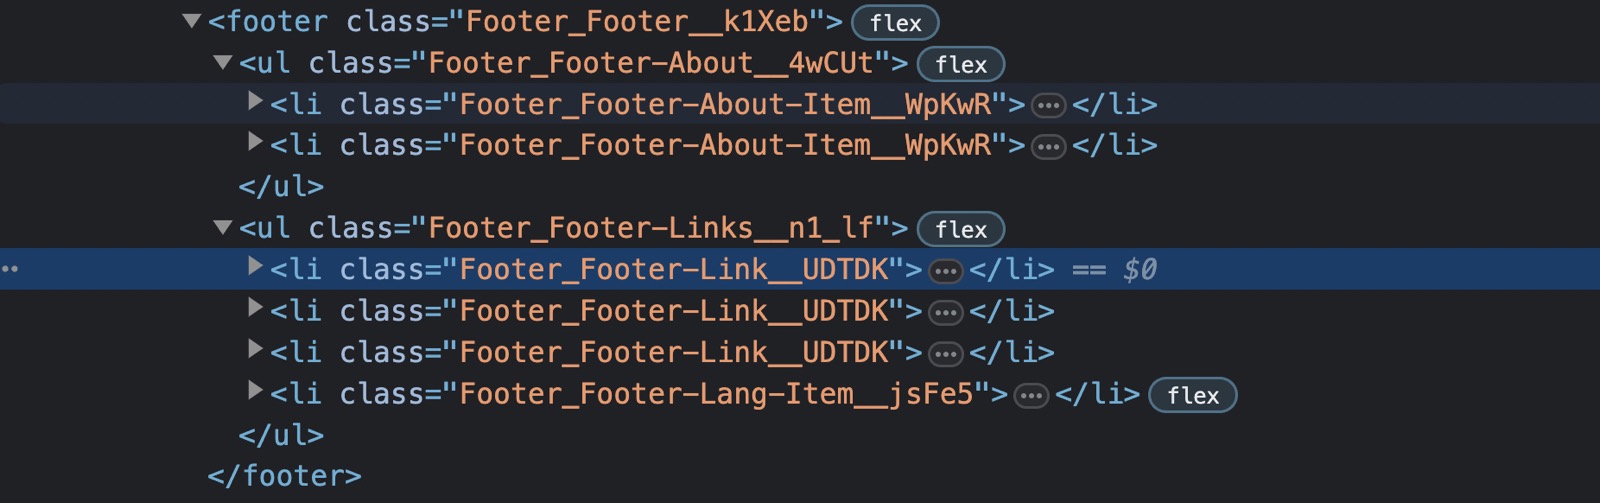 <footer class="Footer_Footer__k1Xeb"> flex
<ul class="Footer_Footer-About__4wCUt"> flex
<li class="Footer_Footer-About-Item__WpKwR"> ••• </li>
<li class="Footer_Footer-About-Item__WpKwR"> ••• </li>
</ul>
<ul class="Footer_Footer-Links__n1_lf"> flex
<li class="Footer_Footer-Link__UDTDK"> ••• </li> == $0
<li class="Footer_Footer-Link__UDTDK"> ••• </li>
<li class="Footer_Footer-Link__UDTDK"> ••• </li>
<li class="Footer_Footer-Lang-Item__jsFe5"> ••• </li> flex
</ul>
</footer>